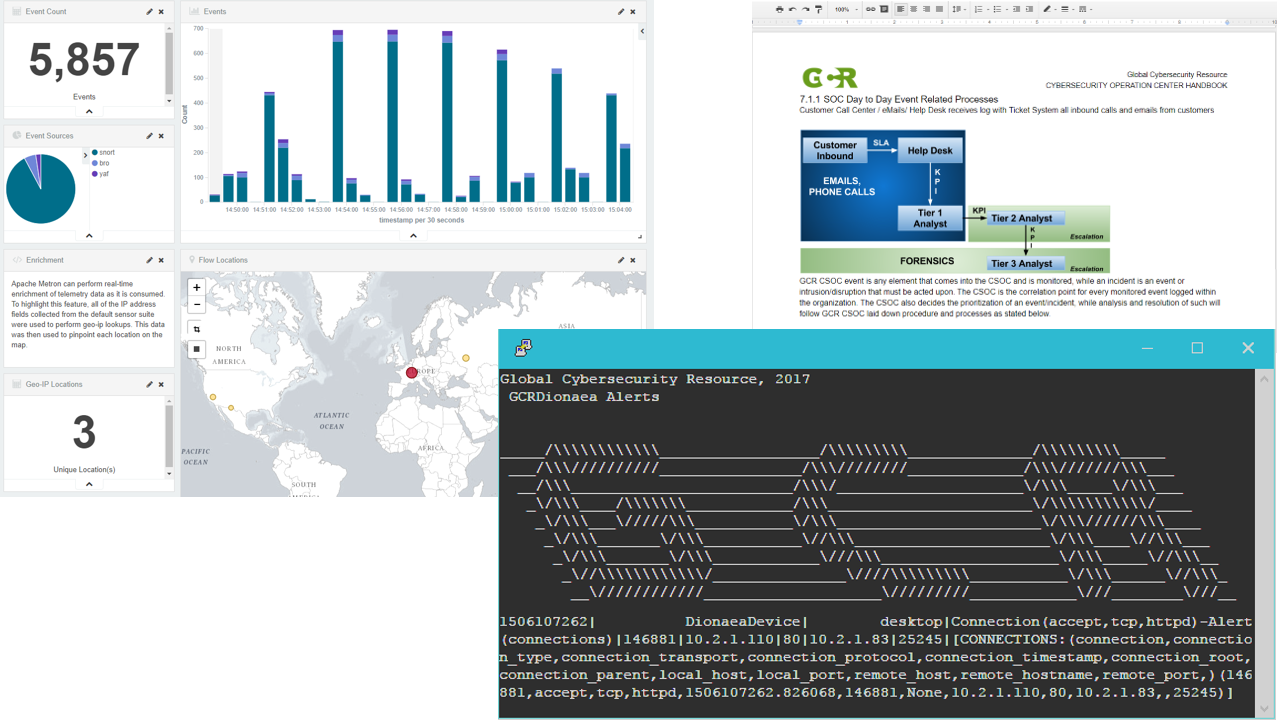 Event Count
5,857
Events
Event Sources
snort
bro
yaf
Events
Count
700
600
500
400
300
200
100
0
14:50:00 14:51:00 14:52:00 14:53:00 14:54:00 14:55:00 14:56:00 14:57:00 14:58:00 14:59:00 15:00:00 15:01:00 15:02:00 15:03:00 15:04:00
timestamp per 30 seconds
Enrichment
Apache Metron can perform real-time
enrichment of telemetry data as it is consumed.
To highlight this feature, all of the IP address
fields collected from the default sensor suite
were used to perform geo-ip lookups. This data
was then used to pinpoint each location on the
map.
Geo-IP Locations
3
Unique Location(s)
Flow Locations
+
−
NORTH
AMERICA
ASIA
ATLANTIC
OCEAN
AFRICA
PACIFIC
OCEAN
SOUTH
100%
GCR
Global Cybersecurity Resource
CYBERSECURITY OPERATION CENTER HANDBOOK
7.1.1 SOC Day to Day Event Related Processes
Customer Call Center / eMails/ Help Desk receives log with Ticket System all inbound calls and emails from customers
Customer
Inbound
SLA
Help Desk
EMAILS,
PHONE CALLS
K
P
I
Tier 1
Analyst
KPI
Tier 2 Analyst
K
P
I
Escalation
FORENSICS
Tier 3 Analyst
Escalation
GCR CSOC event is any element that comes into the CSOC and is monitored, while an incident is an event or
intrusion/disruption that must be acted upon. The CSOC is the correlation point for every monitored event logged within
the organization. The CSOC also decides the prioritization of an event/incident, while analysis and resolution of such will
follow GCR CSOC laid down procedure and processes as stated below.
Global Cybersecurity Resource, 2017
GCRDionaea Alerts
1506107262| DionaeaDevice| desktop|Connection(accept,tcp,httpd)-Alert
(connections)|146881|10.2.1.110|80|10.2.1.83|25245|[CONNECTIONS:(connection,connectio
n_type,connection_transport,connection_protocol,connection_timestamp,connection_root,
connection_parent,local_host,local_port,remote_host,remote_hostname,remote_port,)(146
881,accept,tcp,httpd,1506107262.826068,146881,None,10.2.1.110,80,10.2.1.83,,25245)]